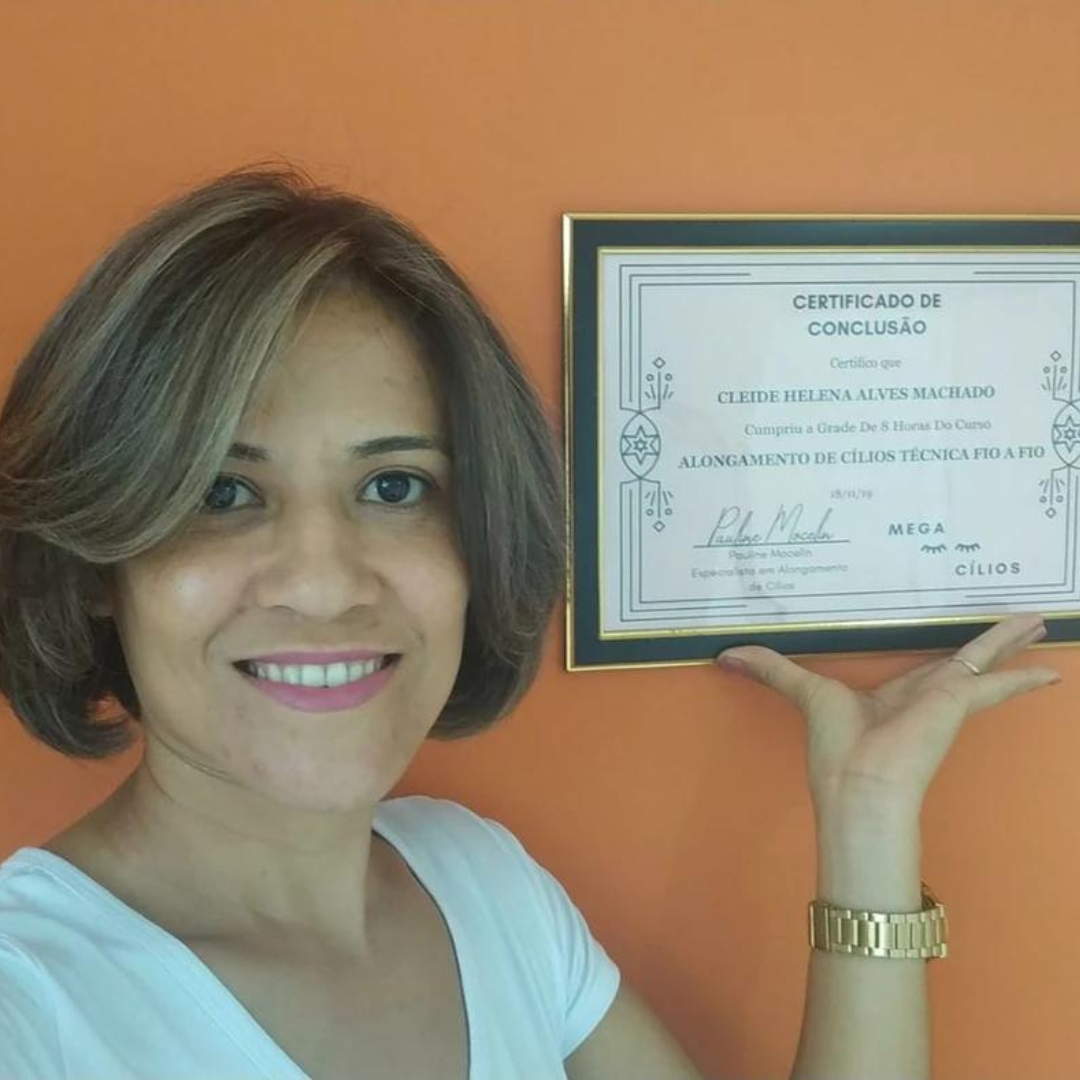 CERTIFICADO DE
CONCLUSÃO
Certifico que
CLEIDE HELENA ALVES MACHADO
Cumpriu a Grade De 8 Horas Do Curso
ALONGAMENTO DE CÍLIOS TÉCNICA FIO A FIO
18/11/19
Pauline Mocelin
Pauline Mocelin
Especialista em Alongamento
de Cílios
MEGA
CÍLIOS